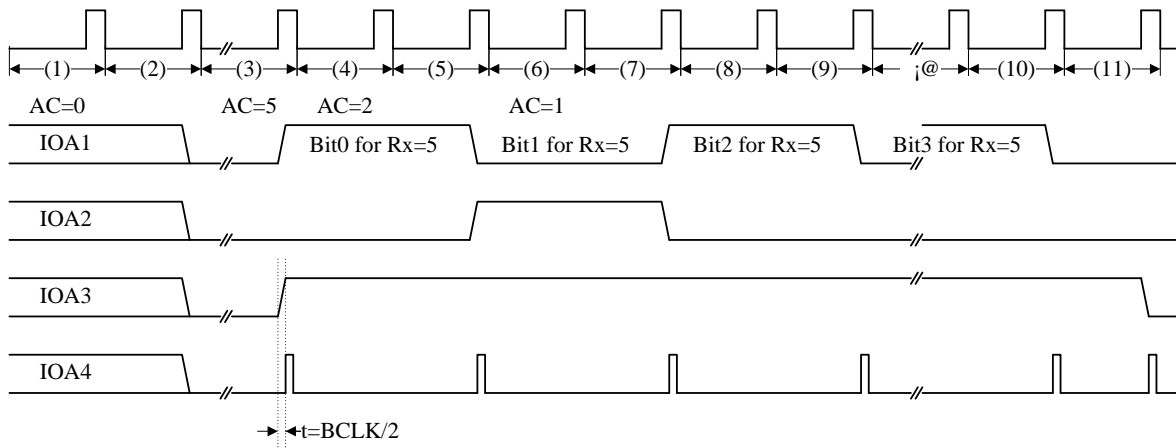 (1) (2) (3) (4) (5) (6) (7) (8) (9) ¡@ (10) (11)
AC=0 AC=5 AC=2 AC=1
IOA1 Bit0 for Rx=5 Bit1 for Rx=5 Bit2 for Rx=5 Bit3 for Rx=5
IOA2
IOA3
IOA4
t=BCLK/2